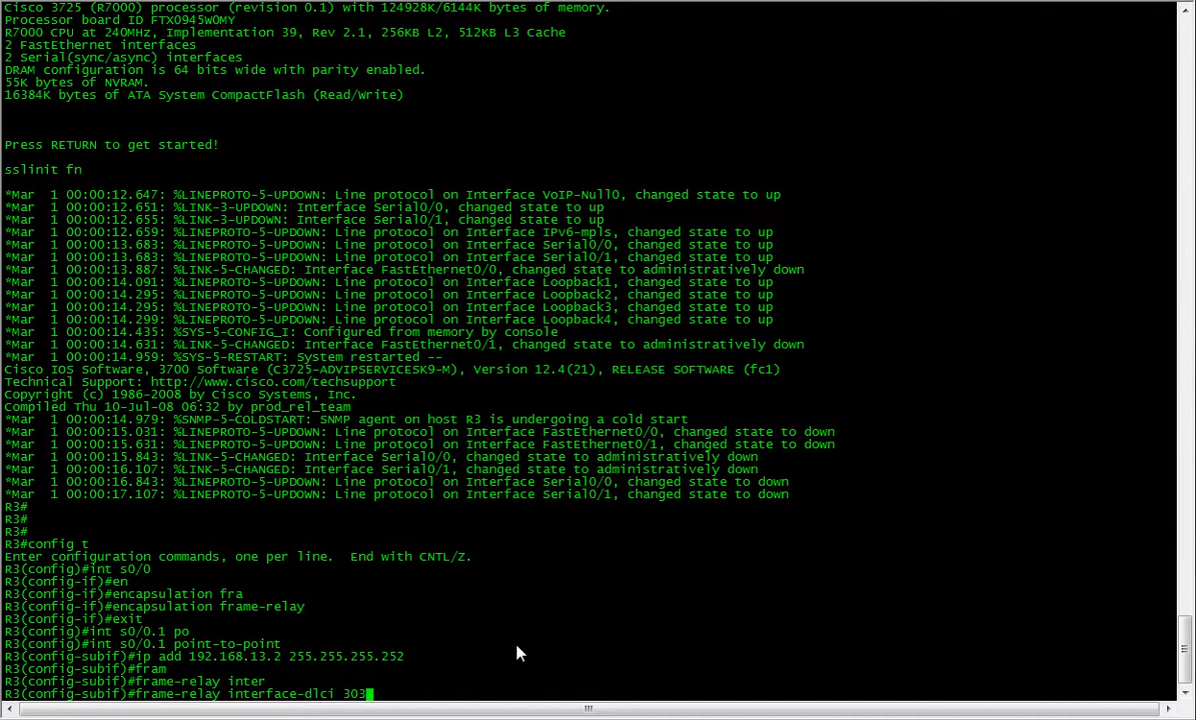 Cisco 3725 (R7000) processor (revision 0.1) with 124928K/6144K bytes of memory.
Processor board ID FTX0945W0MY
R7000 CPU at 240MHz, Implementation 39, Rev 2.1, 256KB L2, 512KB L3 Cache
2 FastEthernet interfaces
2 Serial(sync/async) interfaces
DRAM configuration is 64 bits wide with parity enabled.
55K bytes of NVRAM.
16384K bytes of ATA System CompactFlash (Read/Write)
Press RETURN to get started!
sslinit fn
*Mar  1 00:00:12.647: %LINEPROTO-5-UPDOWN: Line protocol on Interface VoIP-Null0, changed state to up
*Mar  1 00:00:12.651: %LINK-3-UPDOWN: Interface Serial0/0, changed state to up
*Mar  1 00:00:12.655: %LINK-3-UPDOWN: Interface Serial0/1, changed state to up
*Mar  1 00:00:12.659: %LINEPROTO-5-UPDOWN: Line protocol on Interface IPv6-mpls, changed state to up
*Mar  1 00:00:13.683: %LINEPROTO-5-UPDOWN: Line protocol on Interface Serial0/0, changed state to up
*Mar  1 00:00:13.683: %LINEPROTO-5-UPDOWN: Line protocol on Interface Serial0/1, changed state to up
*Mar  1 00:00:13.887: %LINK-5-CHANGED: Interface FastEthernet0/0, changed state to administratively down
*Mar  1 00:00:14.091: %LINEPROTO-5-UPDOWN: Line protocol on Interface Loopback1, changed state to up
*Mar  1 00:00:14.295: %LINEPROTO-5-UPDOWN: Line protocol on Interface Loopback2, changed state to up
*Mar  1 00:00:14.295: %LINEPROTO-5-UPDOWN: Line protocol on Interface Loopback3, changed state to up
*Mar  1 00:00:14.299: %LINEPROTO-5-UPDOWN: Line protocol on Interface Loopback4, changed state to up
*Mar  1 00:00:14.435: %SYS-5-CONFIG_I: Configured from memory by console
*Mar  1 00:00:14.631: %LINK-5-CHANGED: Interface FastEthernet0/1, changed state to administratively down
*Mar  1 00:00:14.959: %SYS-5-RESTART: System restarted --
Cisco IOS Software, 3700 Software (C3725-ADVIPSERVICESK9-M), Version 12.4(21), RELEASE SOFTWARE (fc1)
Technical Support: http://www.cisco.com/techsupport
Copyright (c) 1986-2008 by Cisco Systems, Inc.
Compiled Thu 10-Jul-08 06:32 by prod_rel_team
*Mar  1 00:00:14.979: %SNMP-5-COLDSTART: SNMP agent on host R3 is undergoing a cold start
*Mar  1 00:00:15.031: %LINEPROTO-5-UPDOWN: Line protocol on Interface FastEthernet0/0, changed state to down
*Mar  1 00:00:15.631: %LINEPROTO-5-UPDOWN: Line protocol on Interface FastEthernet0/1, changed state to down
*Mar  1 00:00:15.843: %LINK-5-CHANGED: Interface Serial0/0, changed state to administratively down
*Mar  1 00:00:16.107: %LINK-5-CHANGED: Interface Serial0/1, changed state to administratively down
*Mar  1 00:00:16.843: %LINEPROTO-5-UPDOWN: Line protocol on Interface Serial0/0, changed state to down
*Mar  1 00:00:17.107: %LINEPROTO-5-UPDOWN: Line protocol on Interface Serial0/1, changed state to down
R3#
R3#
R3#
R3#config t
Enter configuration commands, one per line.  End with CNTL/Z.
R3(config)#int s0/0
R3(config-if)#en
R3(config-if)#encapsulation fra
R3(config-if)#encapsulation frame-relay
R3(config-if)#exit
R3(config)#int s0/0.1 po
R3(config)#int s0/0.1 point-to-point
R3(config-subif)#ip add 192.168.13.2 255.255.255.252
R3(config-subif)#fram
R3(config-subif)#frame-relay inter
R3(config-subif)#frame-relay interface-dlci 303